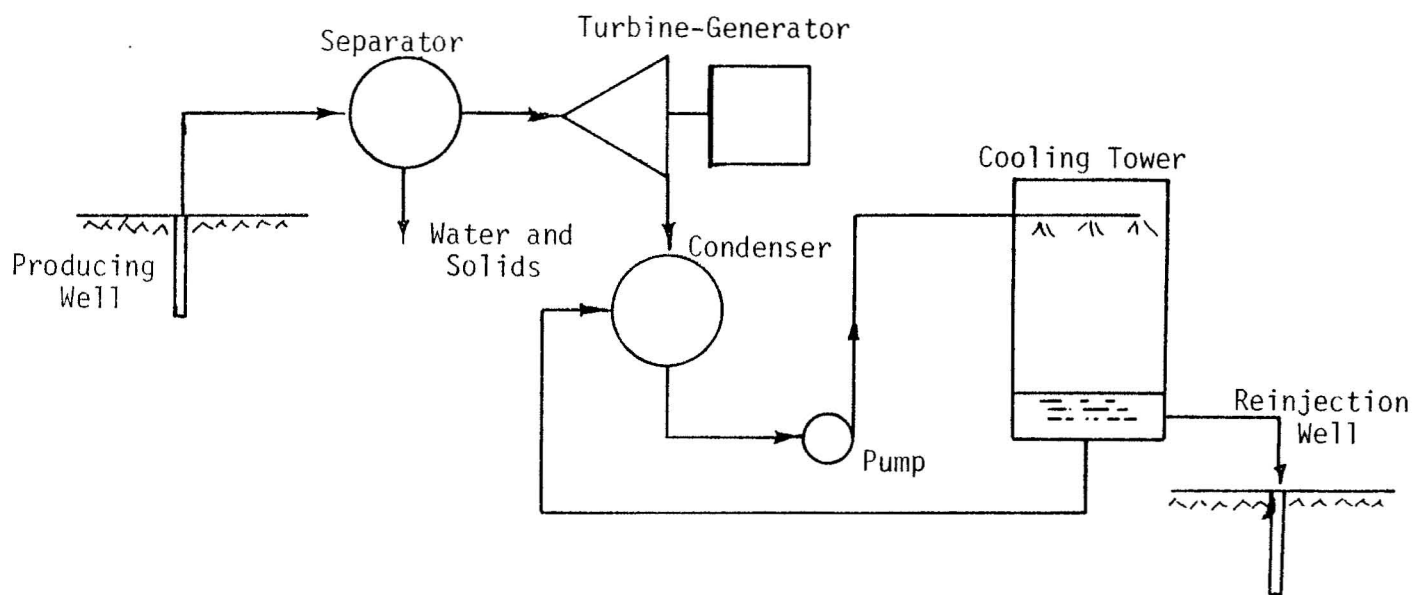 Turbine-Generator
Separator
Cooling Tower
Water and
Solids
Condenser
Producing
Well
Reinjection
Well
Pump